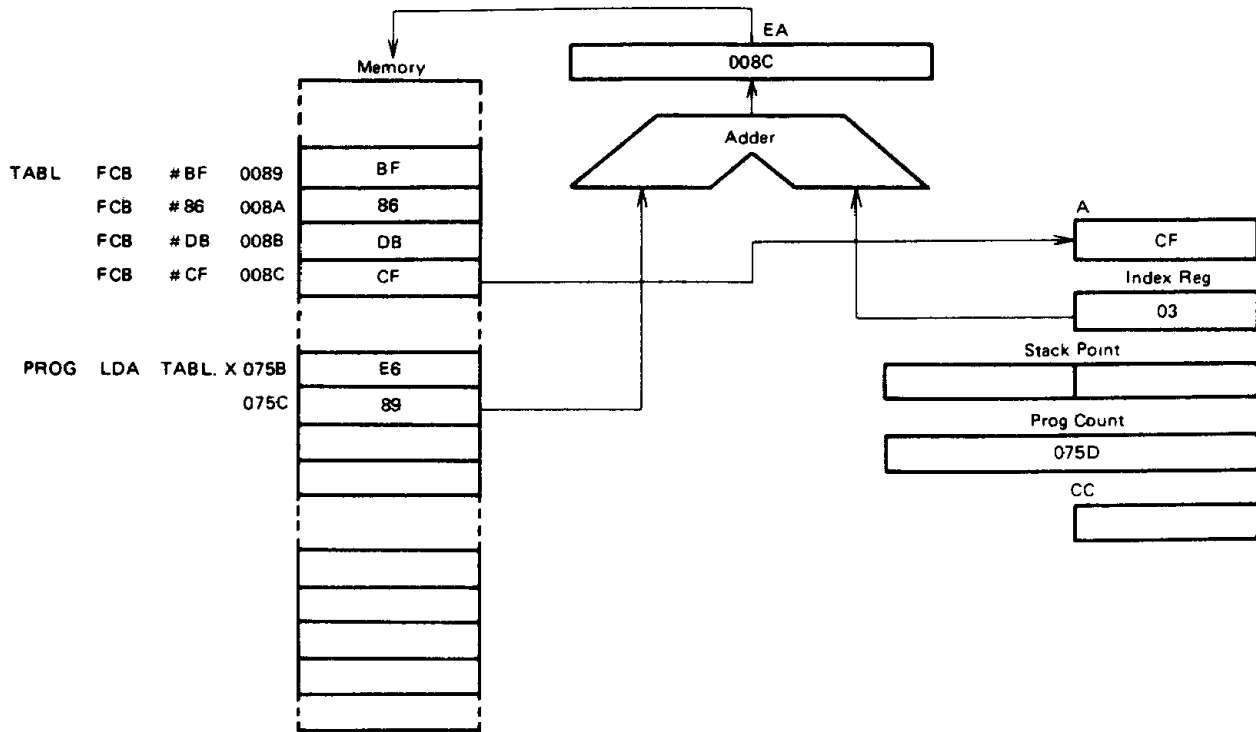 EA
008C
Memory
Adder
TABL FCB #BF 0089 BF
FCB #86 008A 86
FCB #DB 008B DB
FCB #CF 008C CF
A
CF
Index Reg
03
PROG LDA TABL. X 075B E6
075C 89
Stack Point
Prog Count
075D
CC